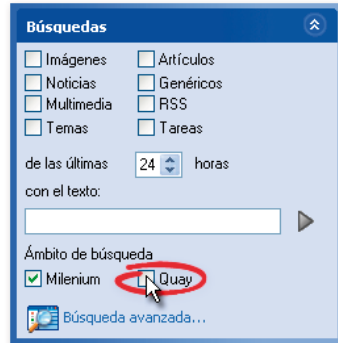 Búsquedas
Imágenes Artículos
Noticias Genéricos
Multimedia RSS
Temas Tareas
de las últimas 24 horas
con el texto:
Ámbito de búsqueda
Milenium Quay
Búsqueda avanzada...